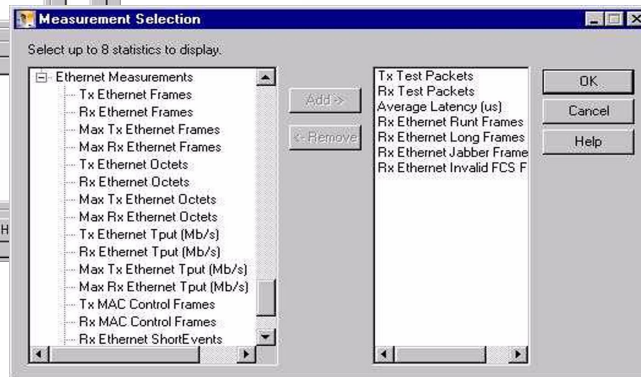 Measurement Selection
Select up to 8 statistics to display.
Ethernet Measurements
Tx Ethernet Frames
Rx Ethernet Frames
Max Tx Ethernet Frames
Max Rx Ethernet Frames
Tx Ethernet Octets
Rx Ethernet Octets
Max Tx Ethernet Octets
Max Rx Ethernet Octets
Tx Ethernet Tput (Mb/s)
Rx Ethernet Tput (Mb/s)
Max Tx Ethernet Tput (Mb/s)
Max Rx Ethernet Tput (Mb/s)
Tx MAC Control Frames
Rx MAC Control Frames
Rx Ethernet ShortEvents
Add ->
<- Remove
Tx Test Packets
Rx Test Packets
Average Latency (us)
Rx Ethernet Runt Frames
Rx Ethernet Long Frames
Rx Ethernet Jabber Frame
Rx Ethernet Invalid FCS F
OK
Cancel
Help
H